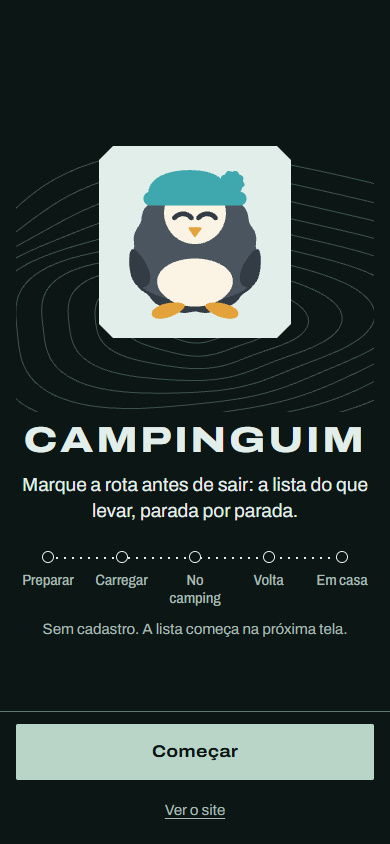 CAMPINGUIM
Marque a rota antes de sair: a lista do que
levar, parada por parada.
Preparar
Carregar
No
camping
Volta
Em casa
Sem cadastro. A lista começa na próxima tela.
Começar
Ver o site